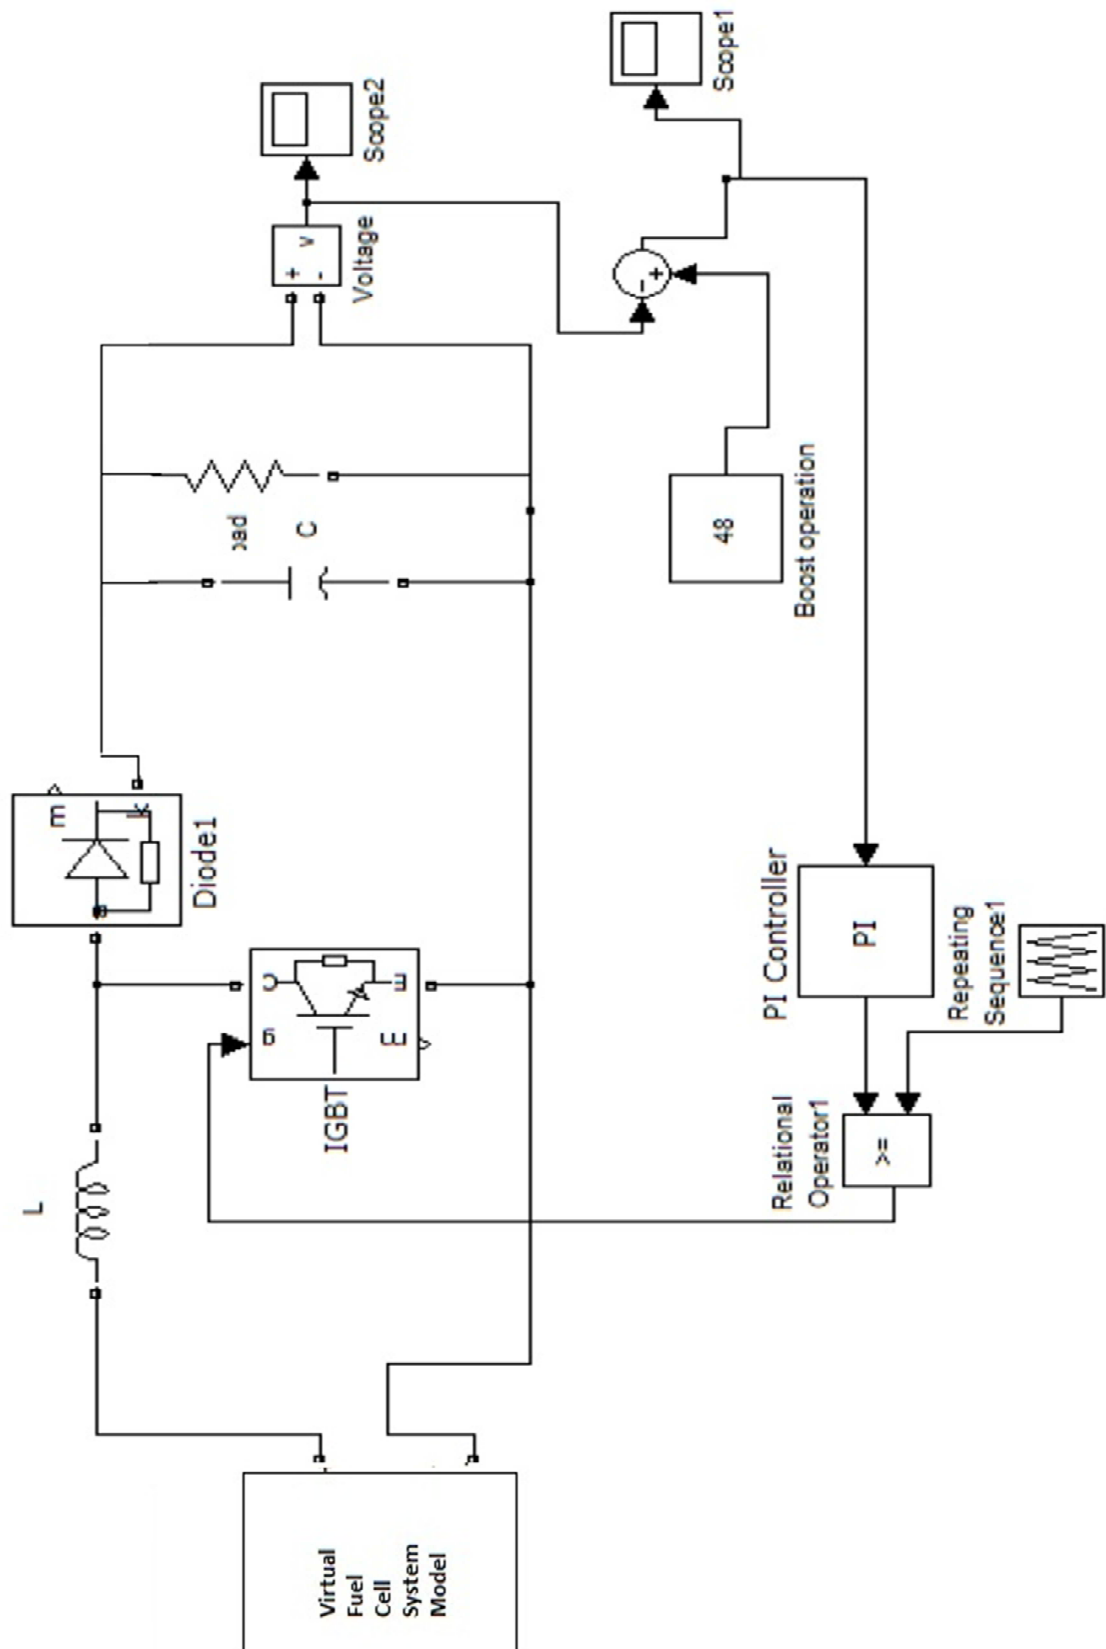 Virtual
Fuel
Cell
System
Model
L
IGBT
g
C
m
E
Diode1
m
k
C
Voltage
+
-
v
Scope2
Scope1
-
+
48
Boost operation
PI Controller
PI
Repeating
Sequence1
Relational
Operator1
>=